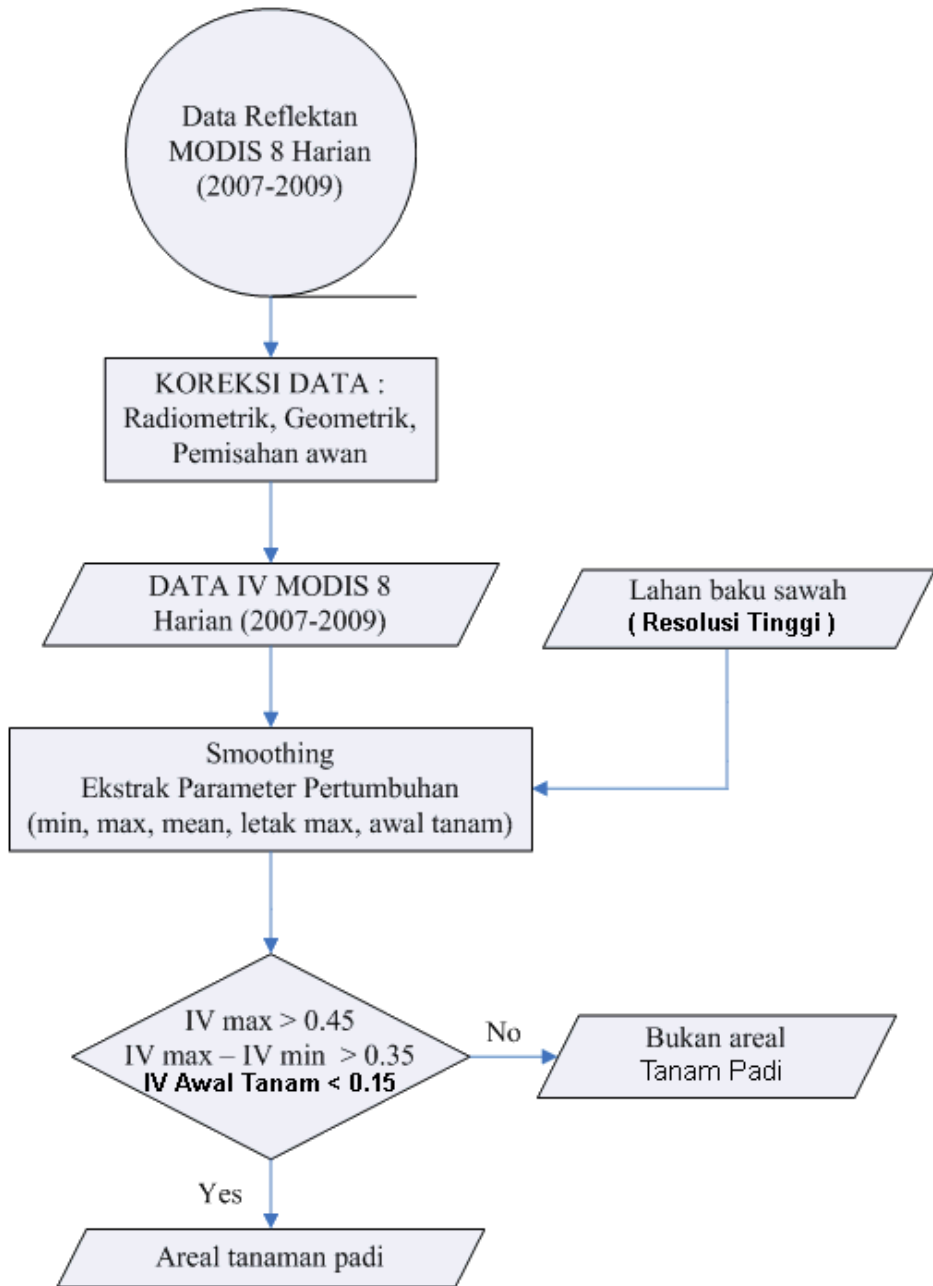 Data Reflektan
MODIS 8 Harian
(2007-2009)
KOREKSI DATA :
Radiometrik, Geometrik,
Pemisahan awan
DATA IV MODIS 8
Harian (2007-2009)
Lahan baku sawah
( Resolusi Tinggi )
Smoothing
Ekstrak Parameter Pertumbuhan
(min, max, mean, letak max, awal tanam)
IV max > 0.45
IV max – IV min > 0.35
IV Awal Tanam < 0.15
No
Bukan areal
Tanam Padi
Yes
Areal tanaman padi